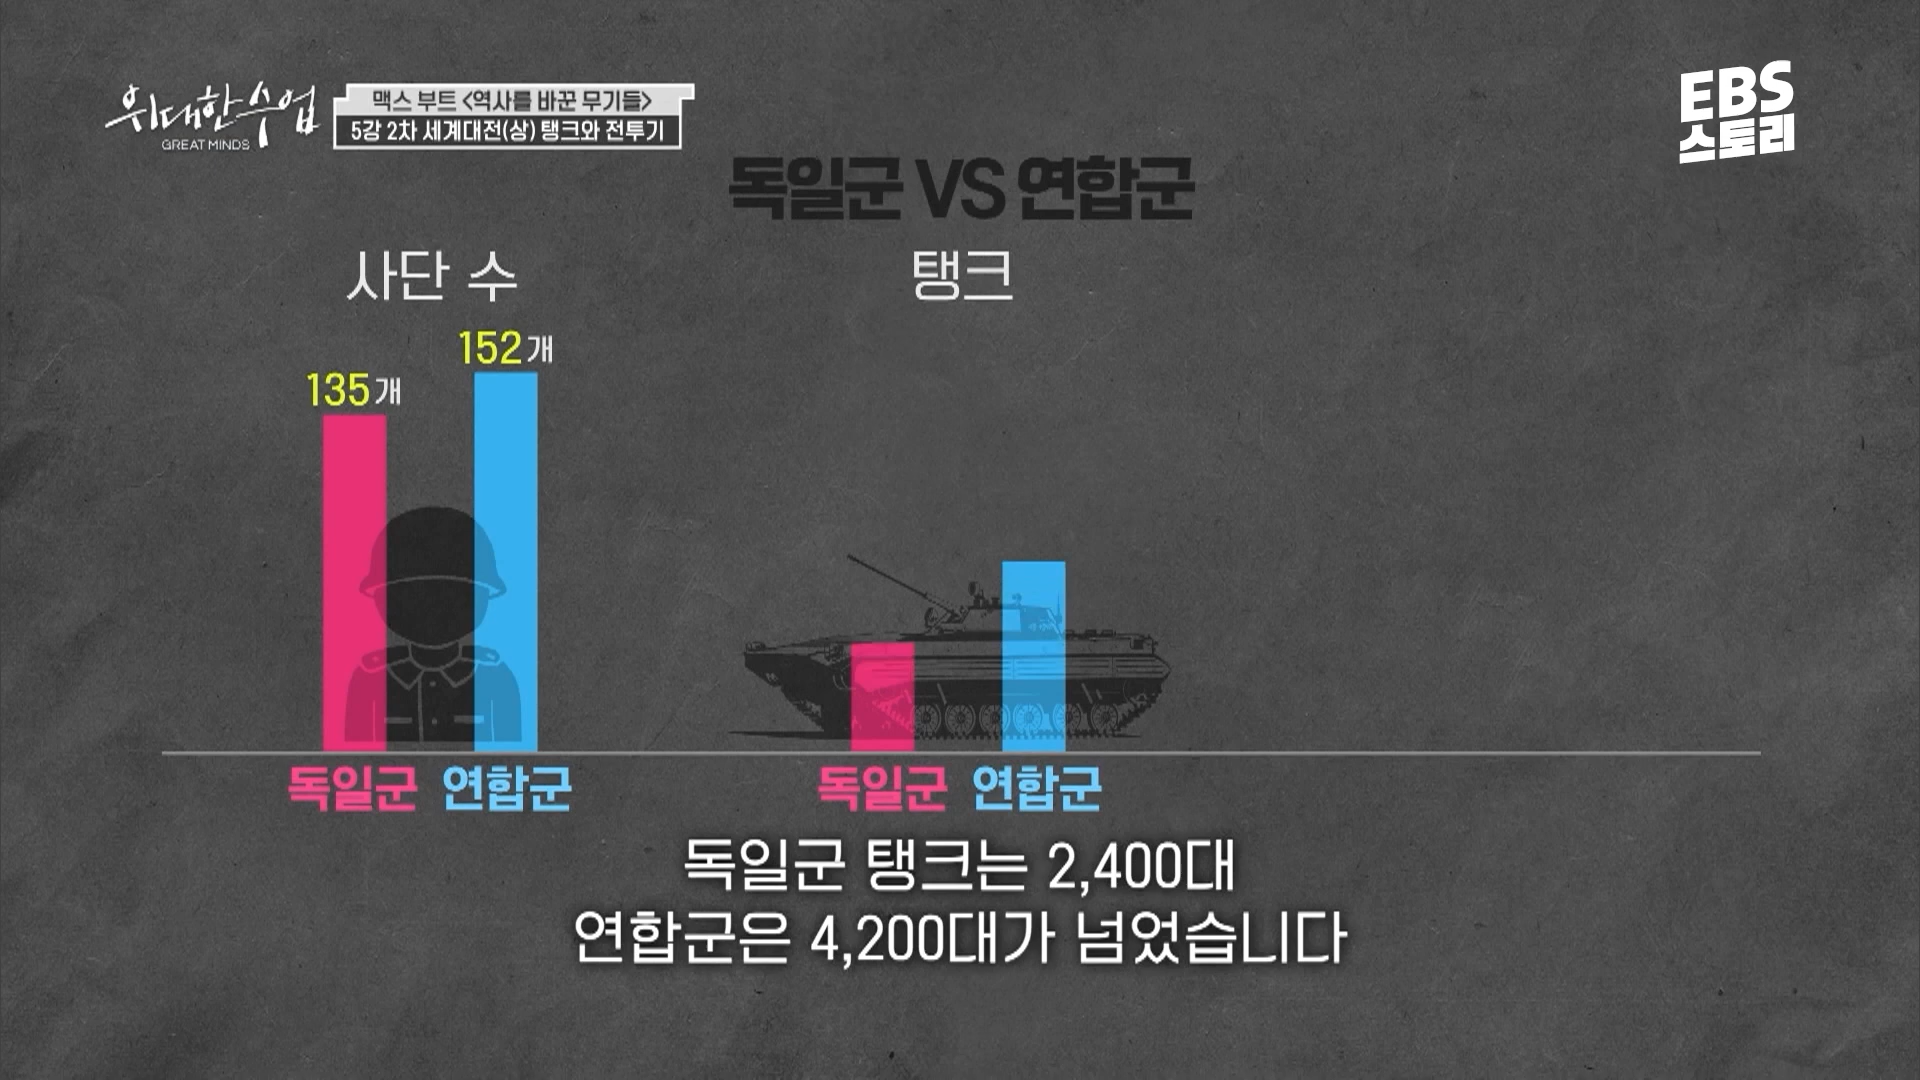 위대한 수업
GREAT MINDS
맥스 부트 <역사를 바꾼 무기들>
5강 2차 세계대전(상) 탱크와 전투기
EBS
스토리
독일군 VS 연합군
사단 수
탱크
152개
135개
독일군 연합군
독일군 연합군
독일군 탱크는 2,400대
연합군은 4,200대가 넘었습니다